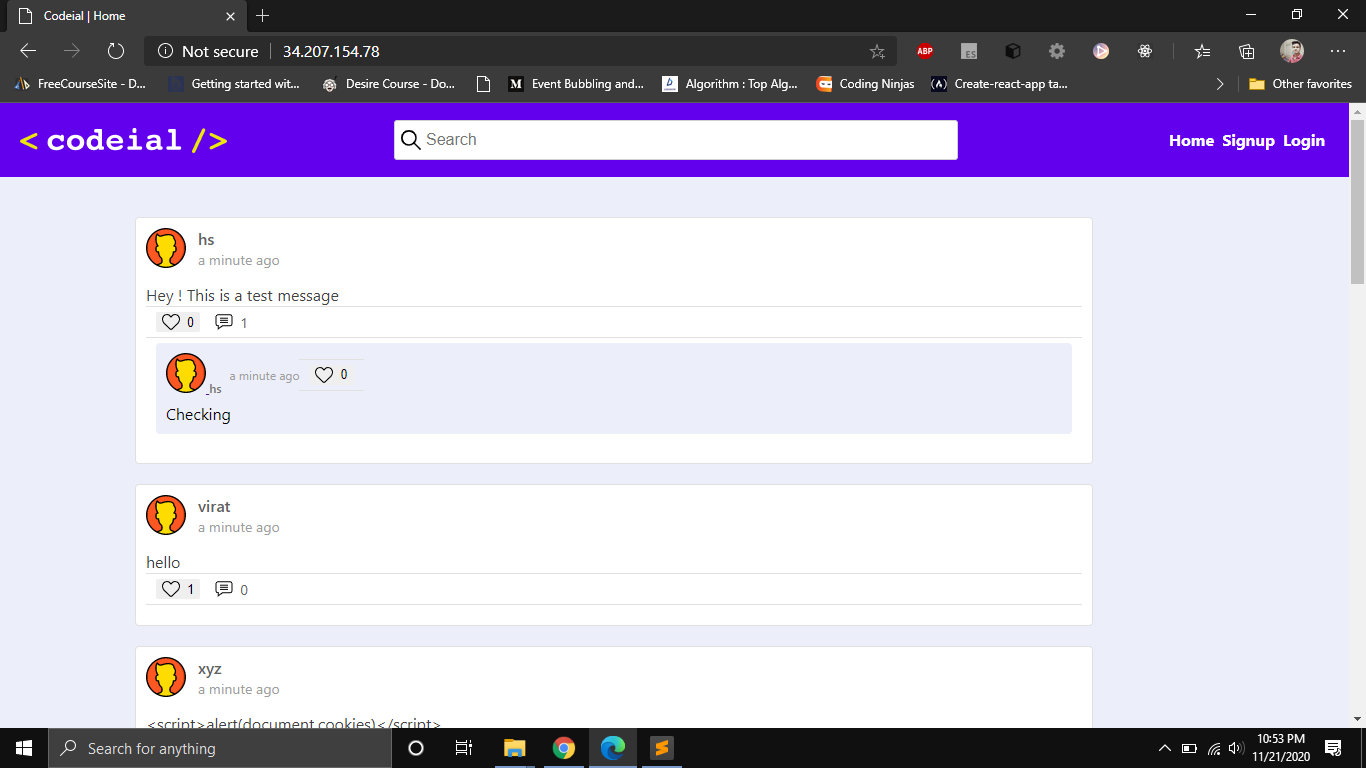 Codeial | Home
Not secure 34.207.154.78 ABP ES
FreeCourseSite - D... Getting started wit... Desire Course - Do... M Event Bubbling and... Algorithm : Top Alg... Coding Ninjas (A) Create-react-app ta... Other favorites
< codeial /> Search Home Signup Login
hs
a minute ago
Hey ! This is a test message
0 1
_hs a minute ago 0
Checking
virat
a minute ago
hello
1 0
xyz
a minute ago
<script>alert(document.cookies)</script>
Search for anything 10:53 PM
11/21/2020